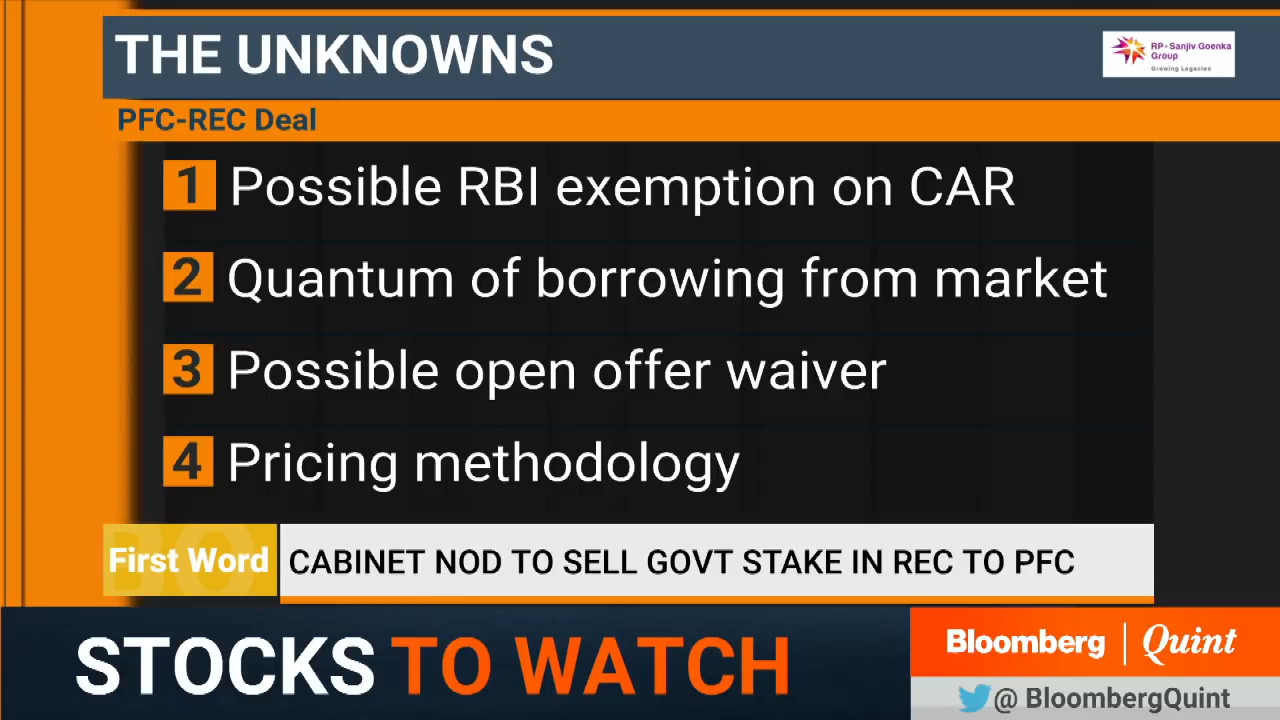 THE UNKNOWNS
RP-Sanjiv Goenka
Group
Growing Legacies
PFC-REC Deal
1 Possible RBI exemption on CAR
2 Quantum of borrowing from market
3 Possible open offer waiver
4 Pricing methodology
First Word CABINET NOD TO SELL GOVT STAKE IN REC TO PFC
STOCKS TO WATCH
Bloomberg | Quint
@ BloombergQuint